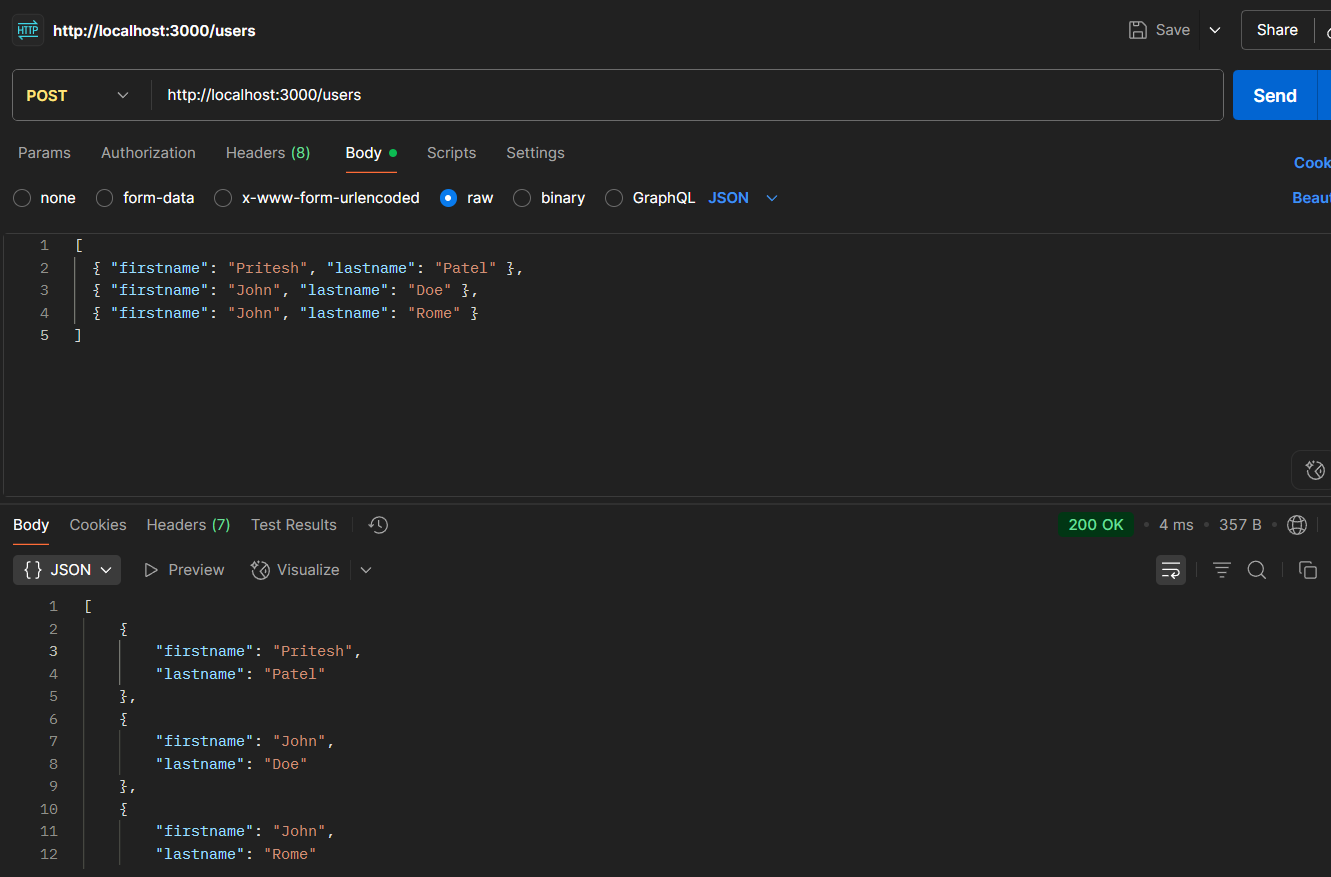 HTTP http://localhost:3000/users Save Share
POST http://localhost:3000/users Send
Params Authorization Headers (8) Body Scripts Settings
Cook
none form-data x-www-form-urlencoded raw binary GraphQL JSON Beaut
1 [
2 { "firstname": "Pritesh", "lastname": "Patel" },
3 { "firstname": "John", "lastname": "Doe" },
4 { "firstname": "John", "lastname": "Rome" }
5 ]
Body Cookies Headers (7) Test Results 200 OK • 4 ms • 357 B •
{} JSON Preview Visualize
1 [
2 {
3 "firstname": "Pritesh",
4 "lastname": "Patel"
5 },
6 {
7 "firstname": "John",
8 "lastname": "Doe"
9 },
10 {
11 "firstname": "John",
12 "lastname": "Rome"